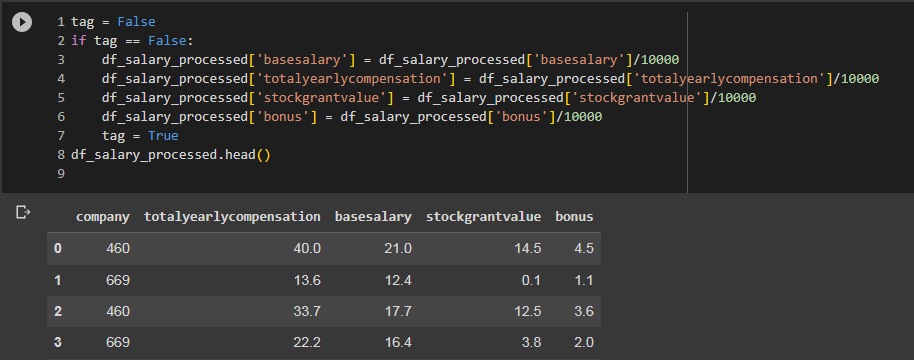 1 tag = False
2 if tag == False:
3     df_salary_processed['basesalary'] = df_salary_processed['basesalary']/10000
4     df_salary_processed['totalyearlycompensation'] = df_salary_processed['totalyearlycompensation']/10000
5     df_salary_processed['stockgrantvalue'] = df_salary_processed['stockgrantvalue']/10000
6     df_salary_processed['bonus'] = df_salary_processed['bonus']/10000
7     tag = True
8 df_salary_processed.head()
9
company totalyearlycompensation basesalary stockgrantvalue bonus
0 460 40.0 21.0 14.5 4.5
1 669 13.6 12.4 0.1 1.1
2 460 33.7 17.7 12.5 3.6
3 669 22.2 16.4 3.8 2.0